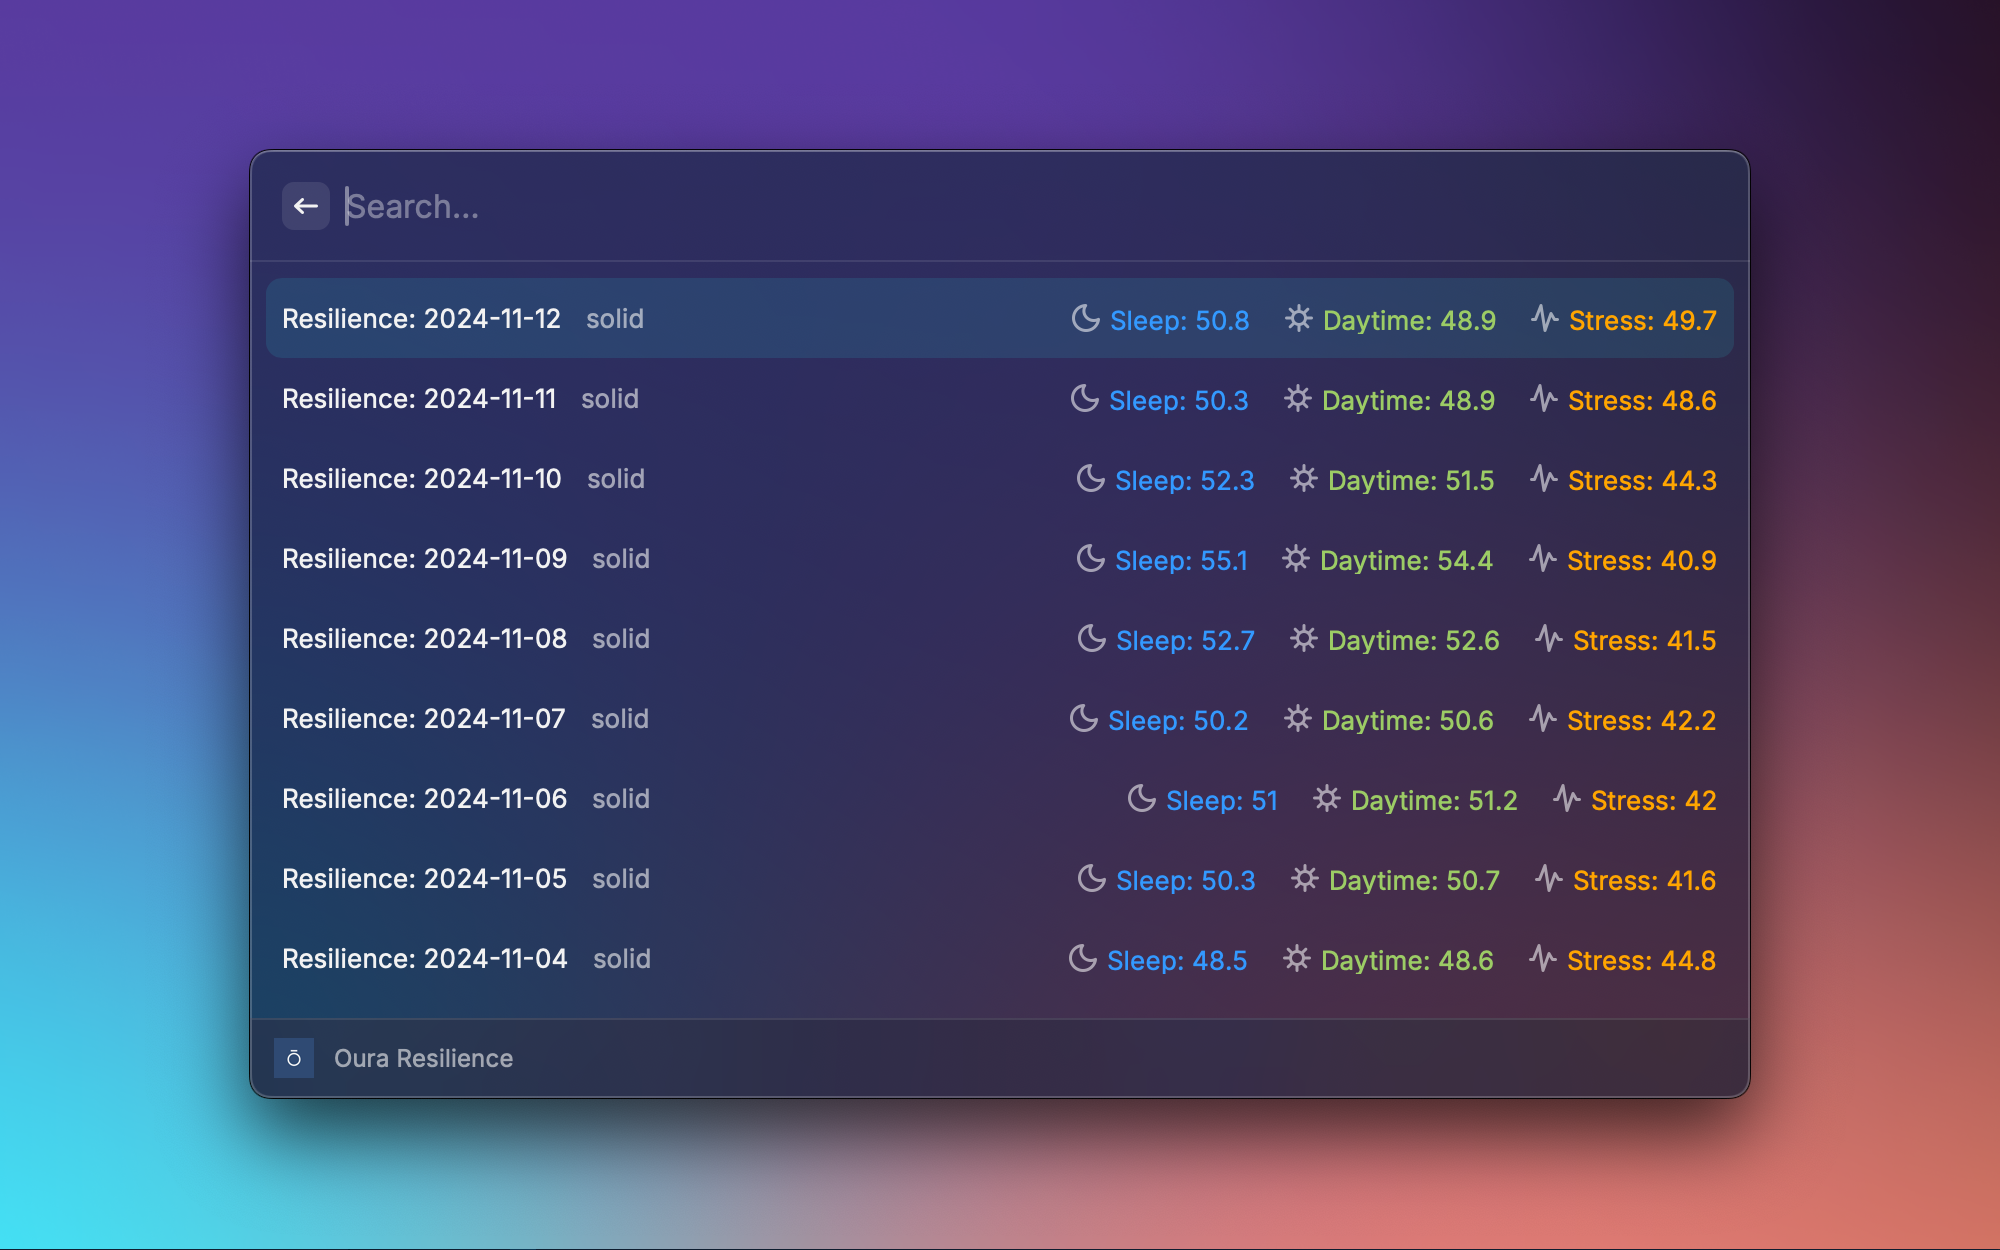 Search...
Resilience: 2024-11-12 solid Sleep: 50.8 Daytime: 48.9 Stress: 49.7
Resilience: 2024-11-11 solid Sleep: 50.3 Daytime: 48.9 Stress: 48.6
Resilience: 2024-11-10 solid Sleep: 52.3 Daytime: 51.5 Stress: 44.3
Resilience: 2024-11-09 solid Sleep: 55.1 Daytime: 54.4 Stress: 40.9
Resilience: 2024-11-08 solid Sleep: 52.7 Daytime: 52.6 Stress: 41.5
Resilience: 2024-11-07 solid Sleep: 50.2 Daytime: 50.6 Stress: 42.2
Resilience: 2024-11-06 solid Sleep: 51 Daytime: 51.2 Stress: 42
Resilience: 2024-11-05 solid Sleep: 50.3 Daytime: 50.7 Stress: 41.6
Resilience: 2024-11-04 solid Sleep: 48.5 Daytime: 48.6 Stress: 44.8
Oura Resilience